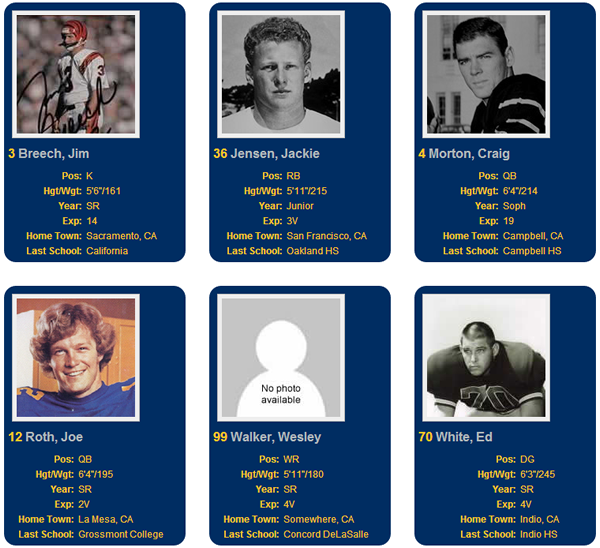 3 Breech, Jim
Pos: K
Hgt/Wgt: 5'6"/161
Year: SR
Exp: 14
Home Town: Sacramento, CA
Last School: California
36 Jensen, Jackie
Pos: RB
Hgt/Wgt: 5'11"/215
Year: Junior
Exp: 3V
Home Town: San Francisco, CA
Last School: Oakland HS
4 Morton, Craig
Pos: QB
Hgt/Wgt: 6'4"/214
Year: Soph
Exp: 19
Home Town: Campbell, CA
Last School: Campbell HS
12 Roth, Joe
Pos: QB
Hgt/Wgt: 6'4"/195
Year: SR
Exp: 2V
Home Town: La Mesa, CA
Last School: Grossmont College
No photo
available
99 Walker, Wesley
Pos: WR
Hgt/Wgt: 5'11"/180
Year: SR
Exp: 4V
Home Town: Somewhere, CA
Last School: Concord DeLaSalle
70
70 White, Ed
Pos: DG
Hgt/Wgt: 6'3"/245
Year: SR
Exp: 4V
Home Town: Indio, CA
Last School: Indio HS